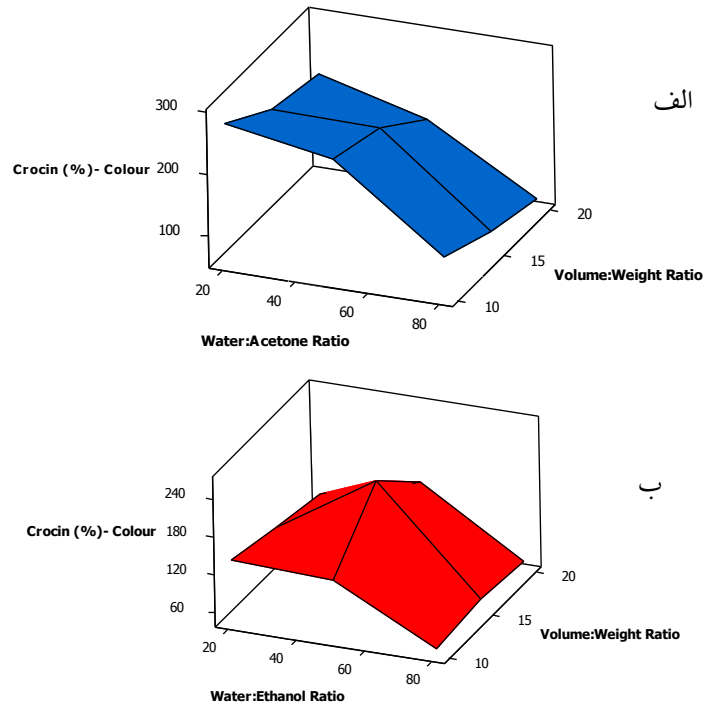 الف
300
Crocin (%)- Colour 200
100
20
40
60
80
10
15
20
Volume:Weight Ratio
Water:Acetone Ratio
ب
240
180
Crocin (%)- Colour
120
60
20
40
60
80
10
15
20
Volume:Weight Ratio
Water:Ethanol Ratio